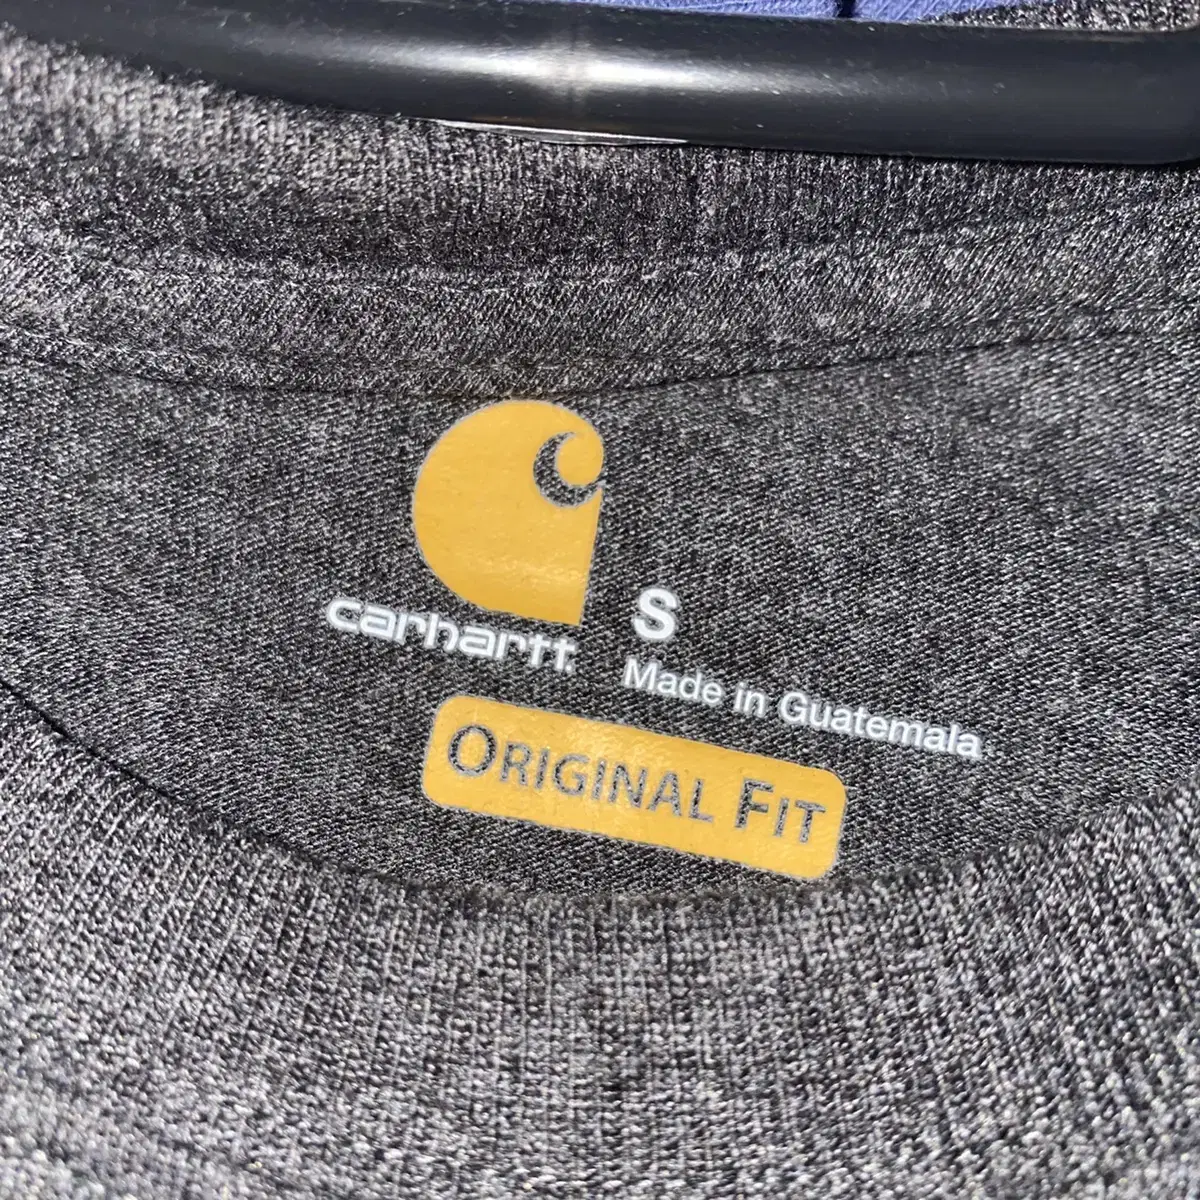 carhartt
S
Made in Guatemala
ORIGINAL FIT